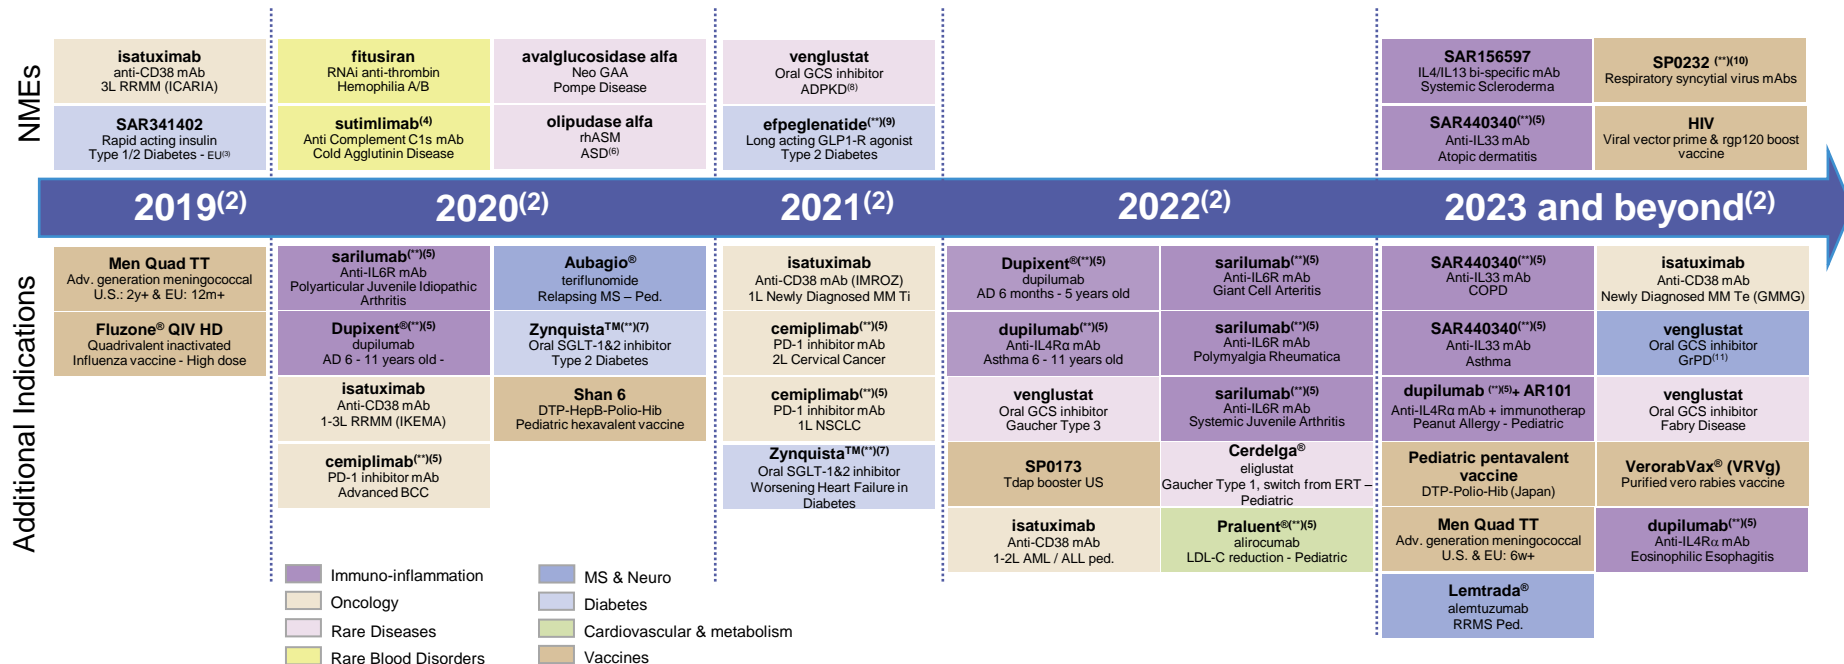 NMEs
isatuximab
anti-CD38 mAb
3L RRMM (ICARIA)
SAR341402
Rapid acting insulin
Type 1/2 Diabetes - EU(3)
fitusiran
RNAi anti-thrombin
Hemophilia A/B
sutimlimab(4)
Anti Complement C1s mAb
Cold Agglutinin Disease
avalglucosidase alfa
Neo GAA
Pompe Disease
olipudase alfa
rhASM
ASD(6)
venglustat
Oral GCS inhibitor
ADPKD(8)
efpeglenatide(**)(9)
Long acting GLP1-R agonist
Type 2 Diabetes
SAR156597
IL4/IL13 bi-specific mAb
Systemic Scleroderma
SAR440340(**)(5)
Anti-IL33 mAb
Atopic dermatitis
SP0232 (**)(10)
Respiratory syncytial virus mAbs
HIV
Viral vector prime & rgp120 boost
vaccine
2019(2)
2020(2)
2021(2)
2022(2)
2023 and beyond(2)
Additional Indications
Men Quad TT
Adv. generation meningococcal
U.S.: 2y+ & EU: 12m+
Fluzone® QIV HD
Quadrivalent inactivated
Influenza vaccine - High dose
sarilumab(**)(5)
Anti-IL6R mAb
Polyarticular Juvenile Idiopathic
Arthritis
Dupixent®(**)(5)
dupilumab
AD 6 - 11 years old -
isatuximab
Anti-CD38 mAb
1-3L RRMM (IKEMA)
cemiplimab(**)(5)
PD-1 inhibitor mAb
Advanced BCC
Aubagio®
teriflunomide
Relapsing MS – Ped.
Zynquista™(**)(7)
Oral SGLT-1&2 inhibitor
Type 2 Diabetes
Shan 6
DTP-HepB-Polio-Hib
Pediatric hexavalent vaccine
isatuximab
Anti-CD38 mAb (IMROZ)
1L Newly Diagnosed MM Ti
cemiplimab(**)(5)
PD-1 inhibitor mAb
2L Cervical Cancer
cemiplimab(**)(5)
PD-1 inhibitor mAb
1L NSCLC
Zynquista™(**)(7)
Oral SGLT-1&2 inhibitor
Worsening Heart Failure in
Diabetes
Dupixent®(**)(5)
dupilumab
AD 6 months - 5 years old
dupilumab(**)(5)
Anti-IL4Rα mAb
Asthma 6 - 11 years old
venglustat
Oral GCS inhibitor
Gaucher Type 3
SP0173
Tdap booster US
isatuximab
Anti-CD38 mAb
1-2L AML / ALL ped.
sarilumab(**)(5)
Anti-IL6R mAb
Giant Cell Arteritis
sarilumab(**)(5)
Anti-IL6R mAb
Polymyalgia Rheumatica
sarilumab(**)(5)
Anti-IL6R mAb
Systemic Juvenile Arthritis
Cerdelga®
eliglustat
Gaucher Type 1, switch from ERT –
Pediatric
Praluent®(**)(5)
alirocumab
LDL-C reduction - Pediatric
SAR440340(**)(5)
Anti-IL33 mAb
COPD
SAR440340(**)(5)
Anti-IL33 mAb
Asthma
dupilumab (**)(5)+ AR101
Anti-IL4Rα mAb + immunotherap
Peanut Allergy - Pediatric
Pediatric pentavalent
vaccine
DTP-Polio-Hib (Japan)
Men Quad TT
Adv. generation meningococcal
U.S. & EU: 6w+
Lemtrada®
alemtuzumab
RRMS Ped.
isatuximab
Anti-CD38 mAb
Newly Diagnosed MM Te (GMMG)
venglustat
Oral GCS inhibitor
GrPD(11)
venglustat
Oral GCS inhibitor
Fabry Disease
VerorabVax® (VRVg)
Purified vero rabies vaccine
dupilumab(**)(5)
Anti-IL4Rα mAb
Eosinophilic Esophagitis
Immuno-inflammation
Oncology
Rare Diseases
Rare Blood Disorders
MS & Neuro
Diabetes
Cardiovascular & metabolism
Vaccines